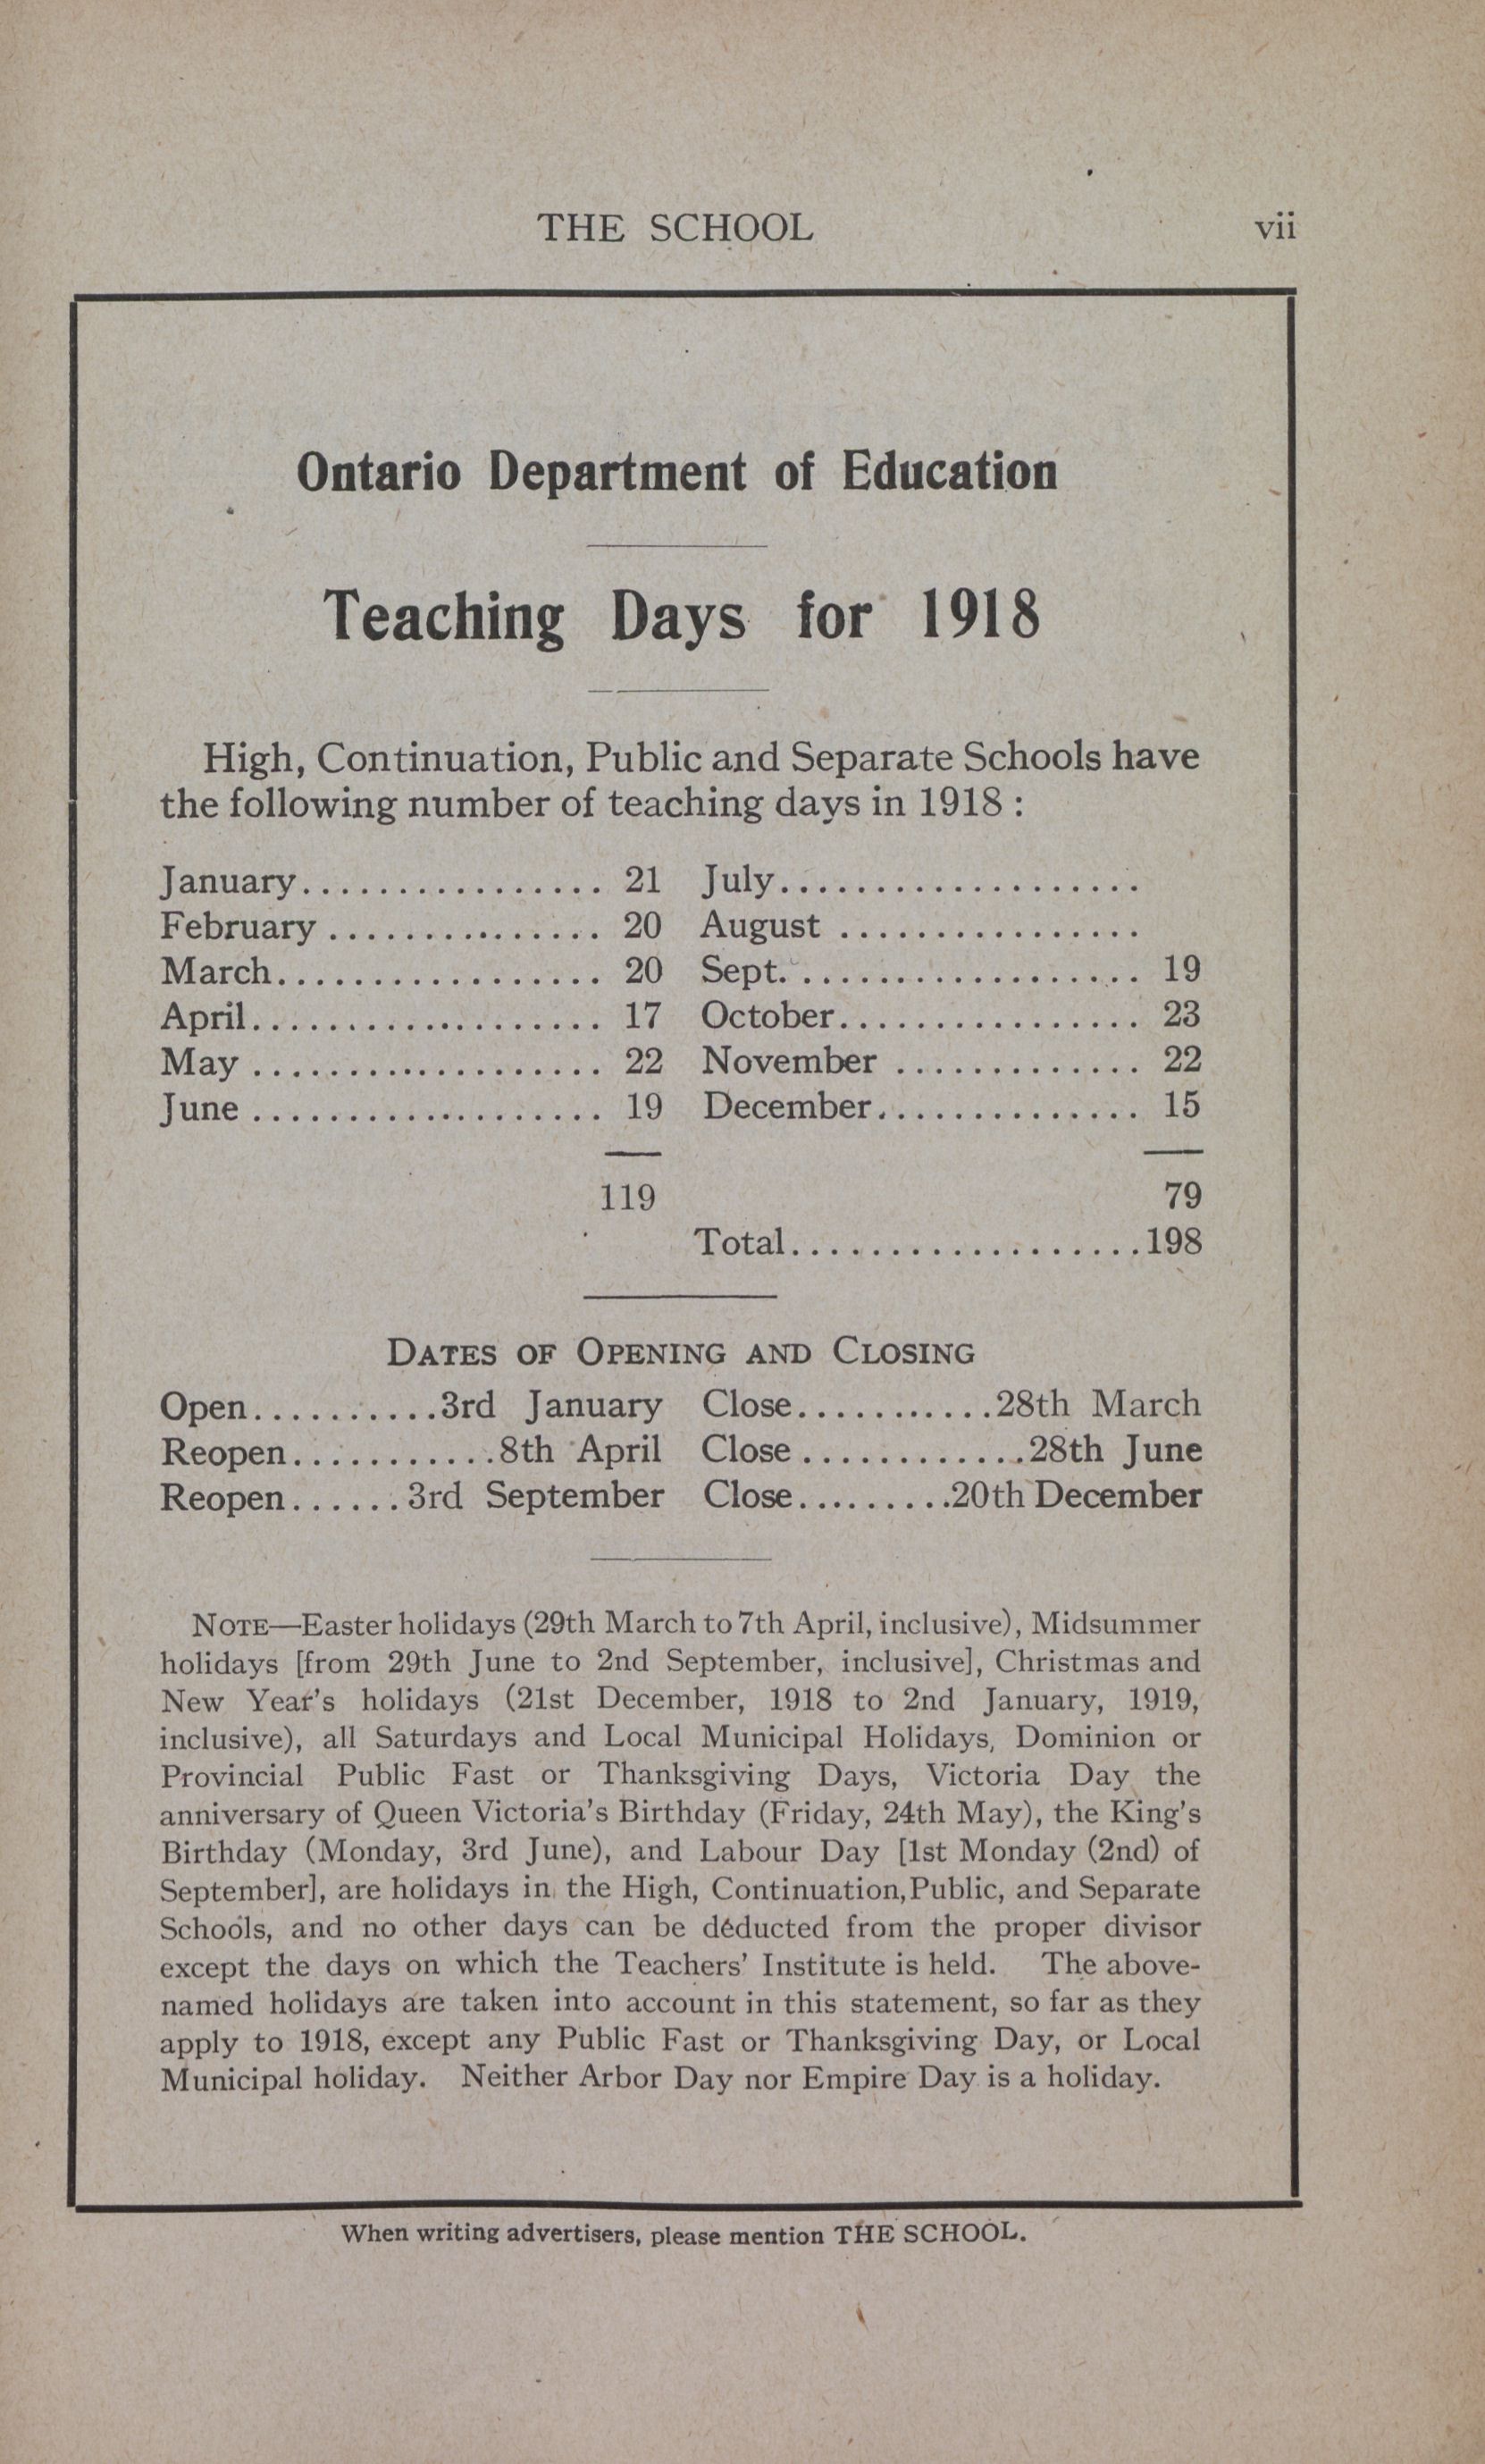 THE SCHOOL vii
Ontario Department of Education
Teaching Days for 1918
High, Continuation, Public and Separate Schools have
the following number of teaching days in 1918 :
January................ 21 July...................
February ............... 20 August ................
March................. 20 Sept. .................. 19
April................... 17 October................ 23
May ................... 22 November ............. 22
June ................... 19 December.............. 15
119 79
Total...................198
DATES OF OPENING AND CLOSING
Open..........3rd January Close...........28th March
Reopen...........8th April Close ............28th June
Reopen......3rd September Close.........20th December
NOTE—Easter holidays (29th March to 7th April, inclusive), Midsummer
holidays [from 29th June to 2nd September, inclusive], Christmas and
New Year's holidays (21st December, 1918 to 2nd January, 1919,
inclusive), all Saturdays and Local Municipal Holidays, Dominion or
Provincial Public Fast or Thanksgiving Days, Victoria Day the
anniversary of Queen Victoria's Birthday (Friday, 24th May), the King's
Birthday (Monday, 3rd June), and Labour Day [1st Monday (2nd) of
September], are holidays in the High, Continuation, Public, and Separate
Schools, and no other days can be deducted from the proper divisor
except the days on which the Teachers' Institute is held. The above-
named holidays are taken into account in this statement, so far as they
apply to 1918, except any Public Fast or Thanksgiving Day, or Local
Municipal holiday. Neither Arbor Day nor Empire Day is a holiday.
When writing advertisers, please mention THE SCHOOL.